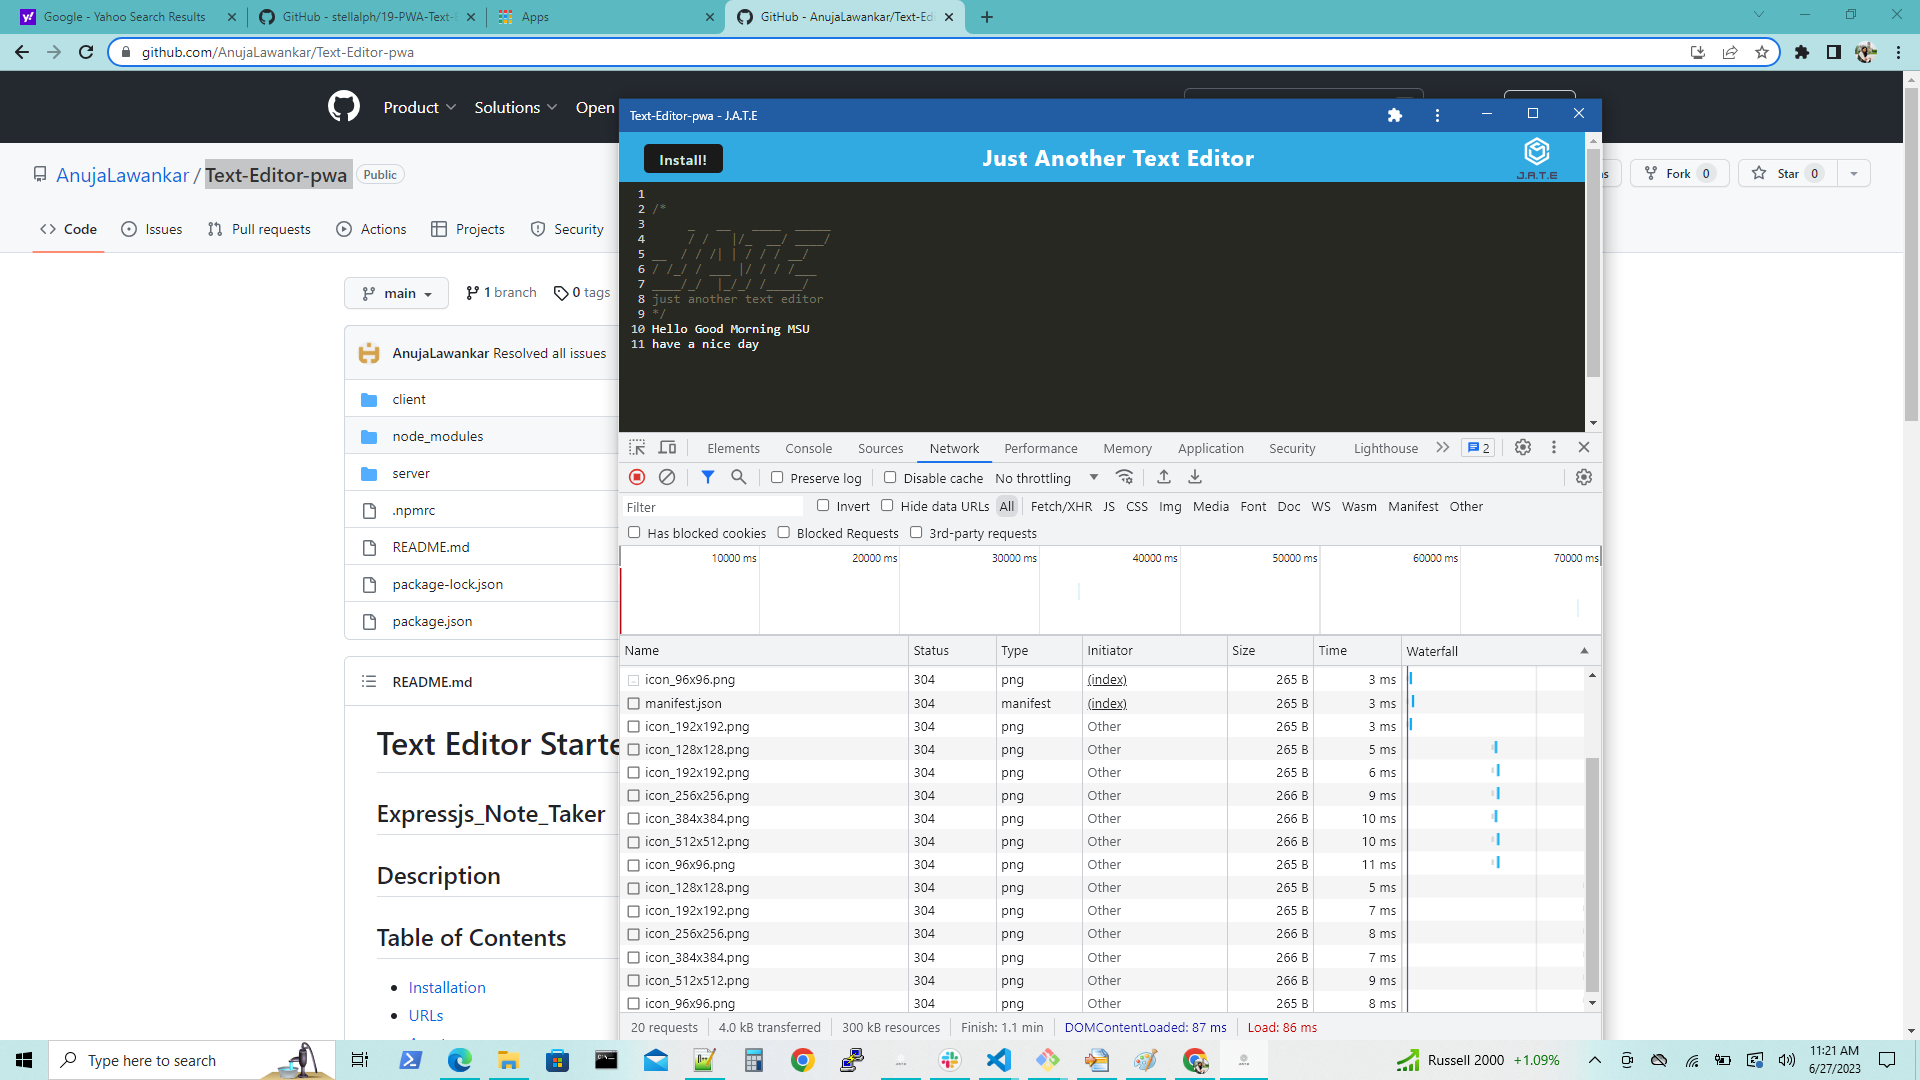 Google - Yahoo Search Results
GitHub - stellalph/19-PWA-Text-E
Apps
GitHub - AnujaLawankar/Text-Edi
github.com/AnujaLawankar/Text-Editor-pwa
Product
Solutions
Open
AnujaLawankar / Text-Editor-pwa
Public
Fork 0
Star 0
Code
Issues
Pull requests
Actions
Projects
Security
main
1 branch
0 tags
AnujaLawankar Resolved all issues
client
node_modules
server
.npmrc
README.md
package-lock.json
package.json
README.md
Text Editor Starte
Expressjs_Note_Taker
Description
Table of Contents
Installation
URLs
Text-Editor-pwa - J.A.T.E
Install!
Just Another Text Editor
J.A.T.E
1
2 /*
3
4
5
6
7
8 just another text editor
9 */
10 Hello Good Morning MSU
11 have a nice day
Elements Console Sources Network Performance Memory Application Security Lighthouse 2
Preserve log Disable cache No throttling
Filter Invert Hide data URLs All Fetch/XHR JS CSS Img Media Font Doc WS Wasm Manifest Other
Has blocked cookies Blocked Requests 3rd-party requests
10000 ms 20000 ms 30000 ms 40000 ms 50000 ms 60000 ms 70000 ms
Name Status Type Initiator Size Time Waterfall
icon_96x96.png 304 png (index) 265 B 3 ms
manifest.json 304 manifest (index) 265 B 3 ms
icon_192x192.png 304 png Other 265 B 3 ms
icon_128x128.png 304 png Other 265 B 5 ms
icon_192x192.png 304 png Other 265 B 6 ms
icon_256x256.png 304 png Other 266 B 9 ms
icon_384x384.png 304 png Other 266 B 10 ms
icon_512x512.png 304 png Other 266 B 10 ms
icon_96x96.png 304 png Other 265 B 11 ms
icon_128x128.png 304 png Other 265 B 5 ms
icon_192x192.png 304 png Other 265 B 7 ms
icon_256x256.png 304 png Other 266 B 8 ms
icon_384x384.png 304 png Other 266 B 7 ms
icon_512x512.png 304 png Other 266 B 9 ms
icon_96x96.png 304 png Other 265 B 8 ms
20 requests 4.0 kB transferred 300 kB resources Finish: 1.1 min DOMContentLoaded: 87 ms Load: 86 ms
Type here to search
Russell 2000 +1.09%
11:21 AM
6/27/2023